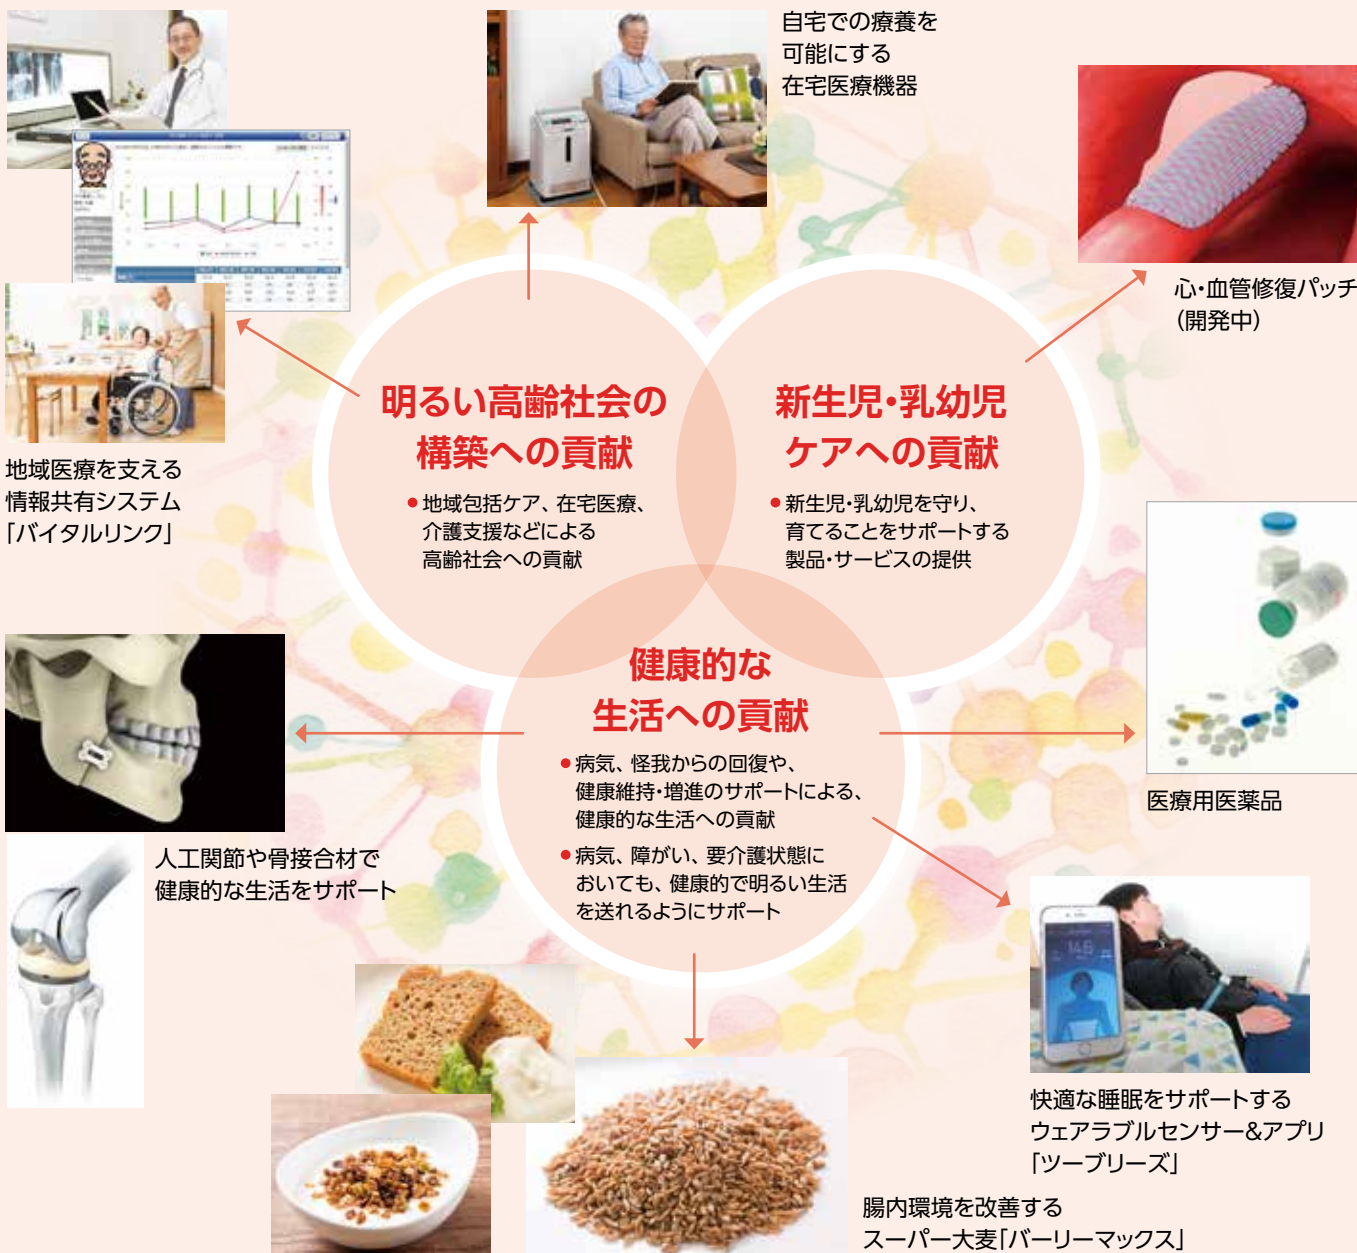 自宅での療養を
可能にする
在宅医療機器
心・血管修復パッチ
(開発中)
地域医療を支える
情報共有システム
「バイタルリンク」
明るい高齢社会の
構築への貢献
●地域包括ケア、在宅医療、
介護支援などによる
高齢社会への貢献
新生児・乳幼児
ケアへの貢献
●新生児・乳幼児を守り、
育てることをサポートする
製品・サービスの提供
健康的な
生活への貢献
●病気、怪我からの回復や、
健康維持・増進のサポートによる、
健康的な生活への貢献
●病気、障がい、要介護状態に
おいても、健康的で明るい生活
を送れるようにサポート
医療用医薬品
人工関節や骨接合材で
健康的な生活をサポート
快適な睡眠をサポートする
ウェアラブルセンサー&アプリ
「ツーブリーズ」
腸内環境を改善する
スーパー大麦「バーリーマックス」